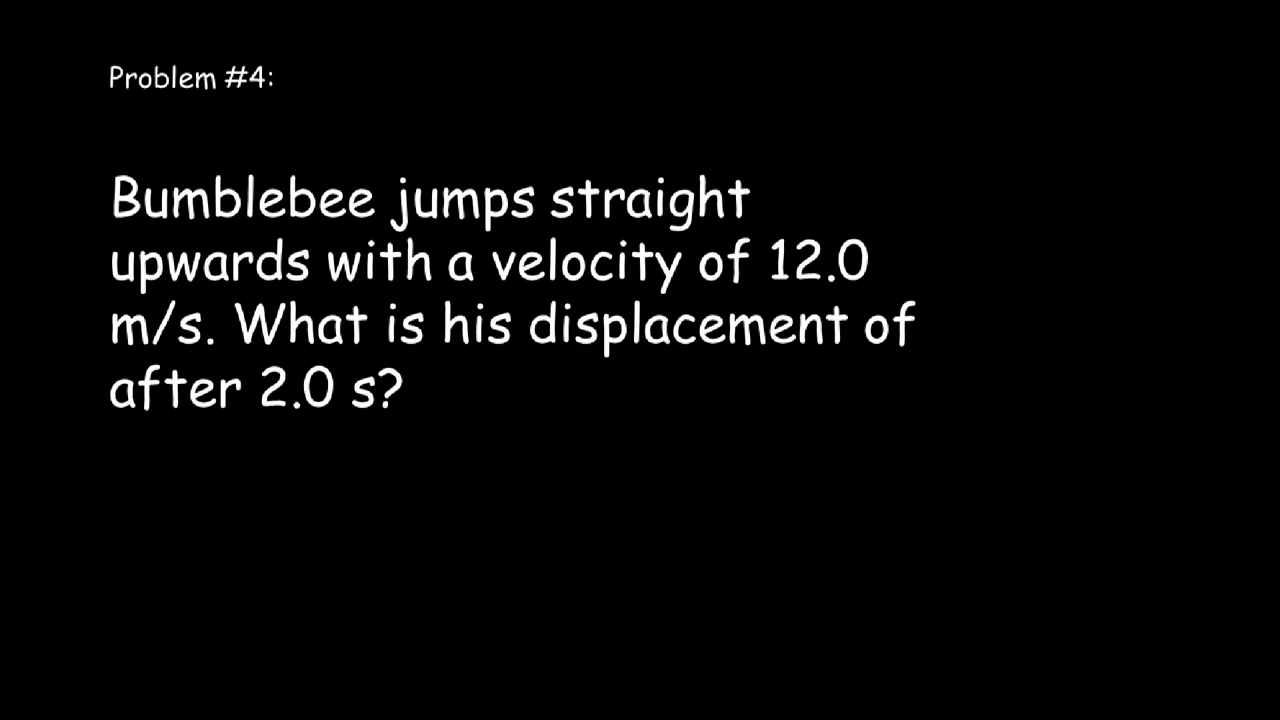 Problem #4:
Bumblebee jumps straight
upwards with a velocity of 12.0
m/s. What is his displacement of
after 2.0 s?